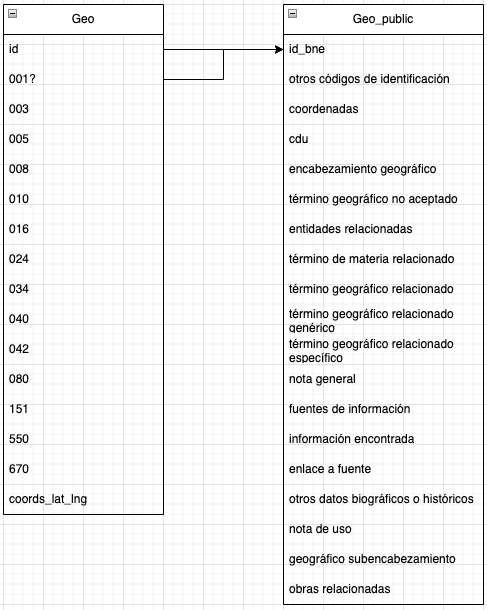 Geo
id
001?
003
005
008
010
016
024
034
040
042
080
151
550
670
coords_lat_lng
Geo_public
id_bne
otros códigos de identificación
coordenadas
cdu
encabezamiento geográfico
término geográfico no aceptado
entidades relacionadas
término de materia relacionado
término geográfico relacionado
término geográfico relacionado
genérico
término geográfico relacionado
específico
nota general
fuentes de información
información encontrada
enlace a fuente
otros datos biográficos o históricos
nota de uso
geográfico subencabezamiento
obras relacionadas